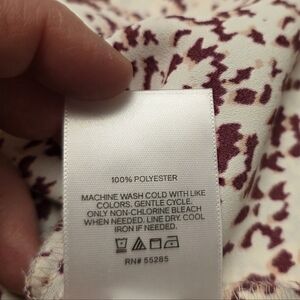 100% POLYESTER
MACHINE WASH COLD WITH LIKE
COLORS. GENTLE CYCLE.
ONLY NON-CHLORINE BLEACH
WHEN NEEDED. LINE DRY. COOL
IRON IF NEEDED.
RN# 55285